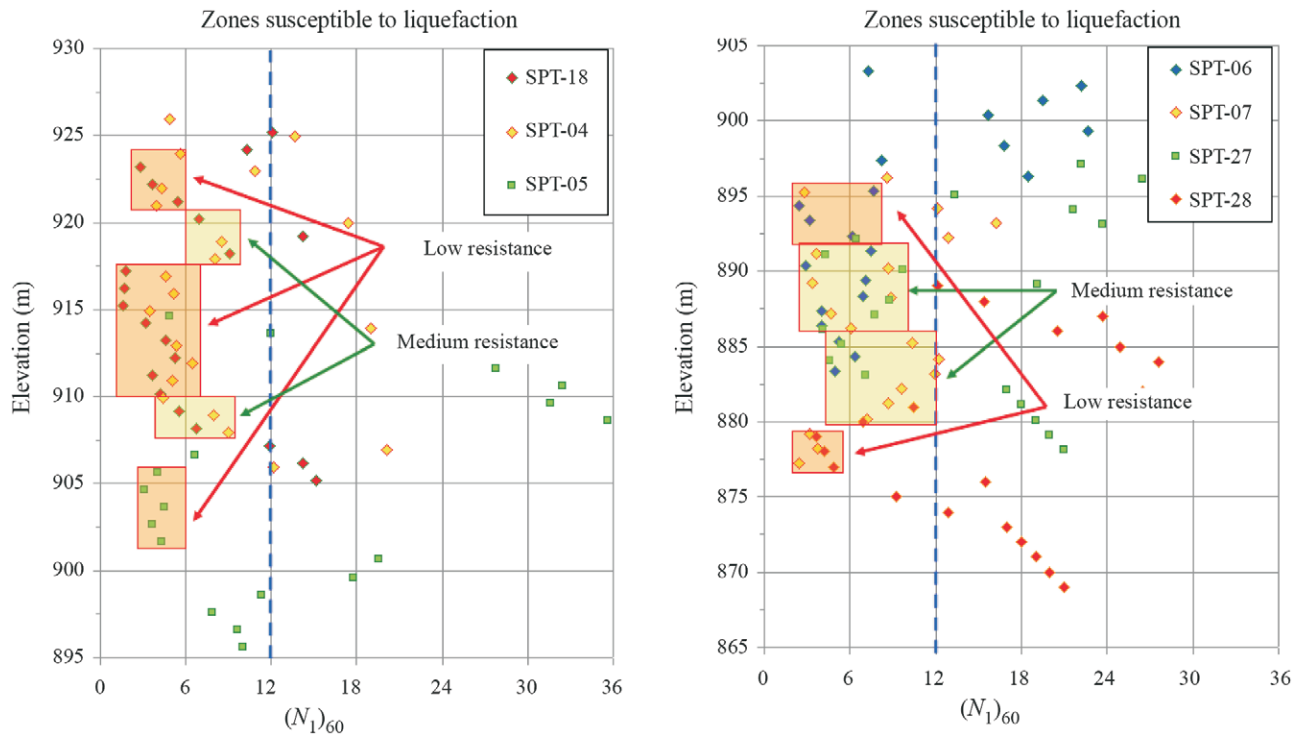 Zones susceptible to liquefaction
930
925
920
915
910
905
900
895
Elevation (m)
0 6 12 18 24 30 36
(N₁)₆₀
SPT-18
SPT-04
SPT-05
Low resistance
Medium resistance
Zones susceptible to liquefaction
905
900
895
890
885
880
875
870
865
Elevation (m)
0 6 12 18 24 30 36
(N₁)₆₀
SPT-06
SPT-07
SPT-27
SPT-28
Medium resistance
Low resistance